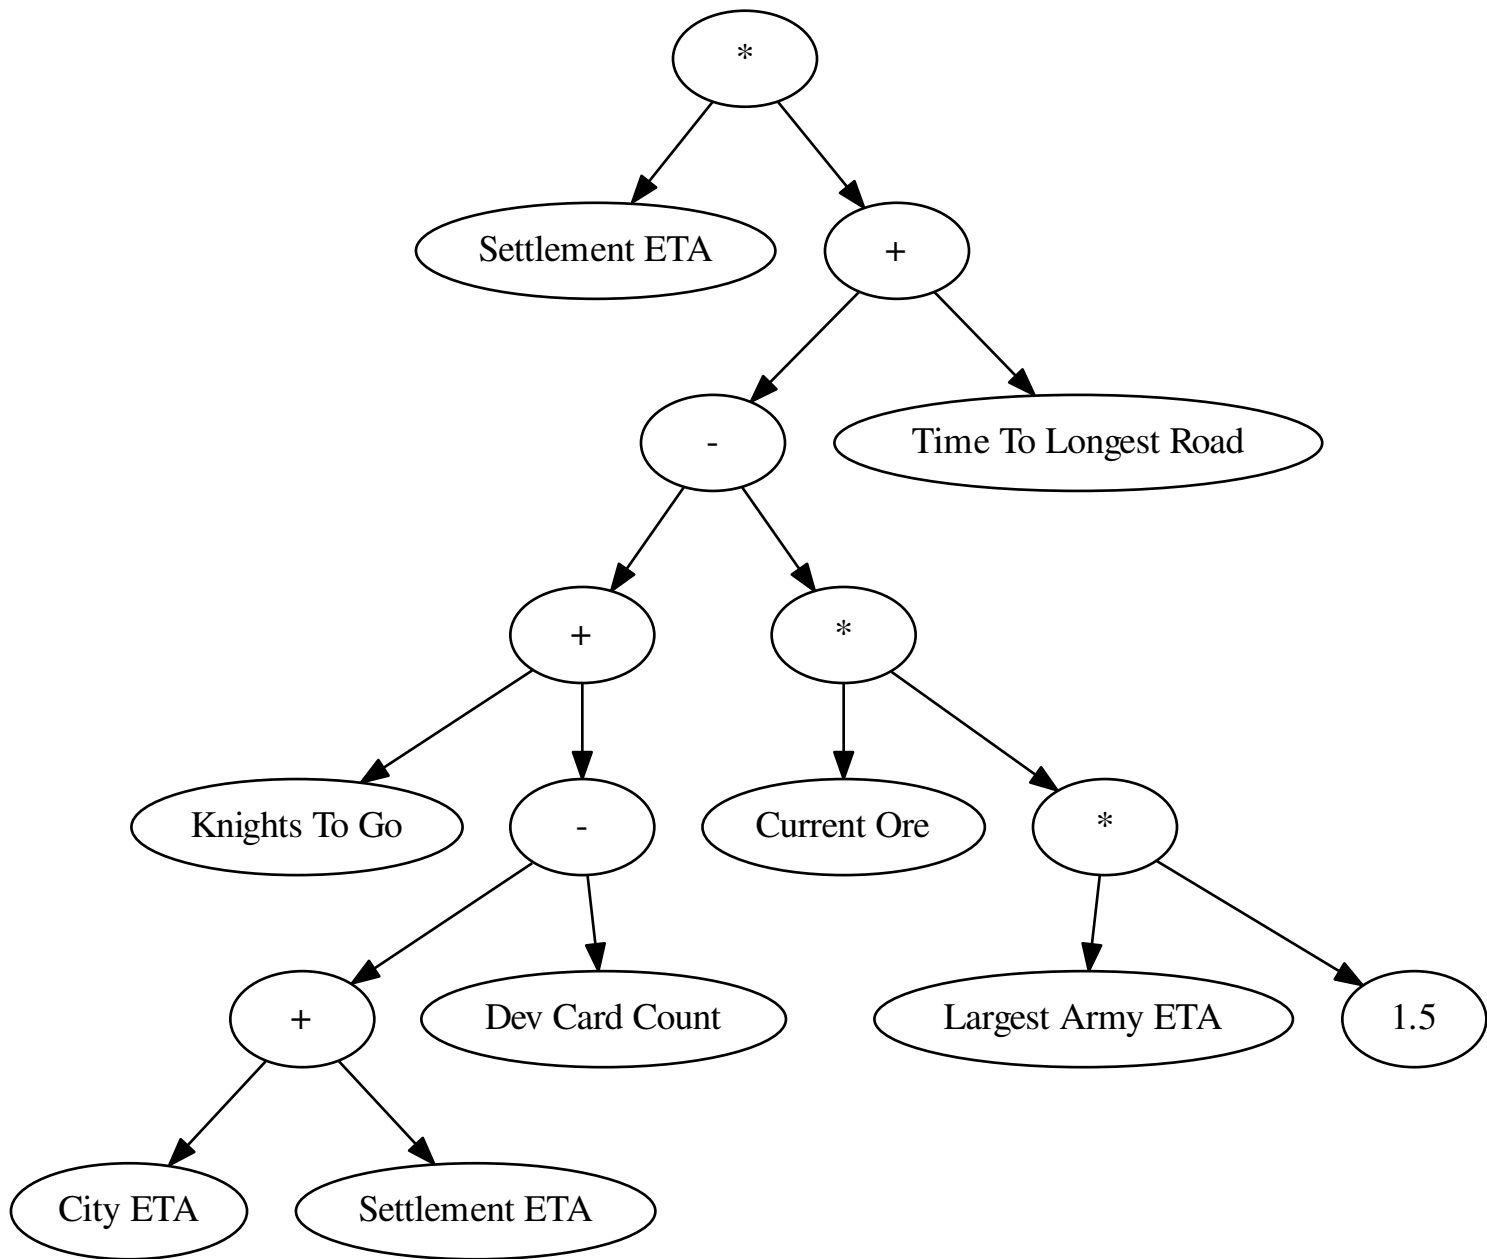 *
Settlement ETA
+
-
Time To Longest Road
+
*
Knights To Go
-
Current Ore
*
+
Dev Card Count
Largest Army ETA
1.5
City ETA
Settlement ETA